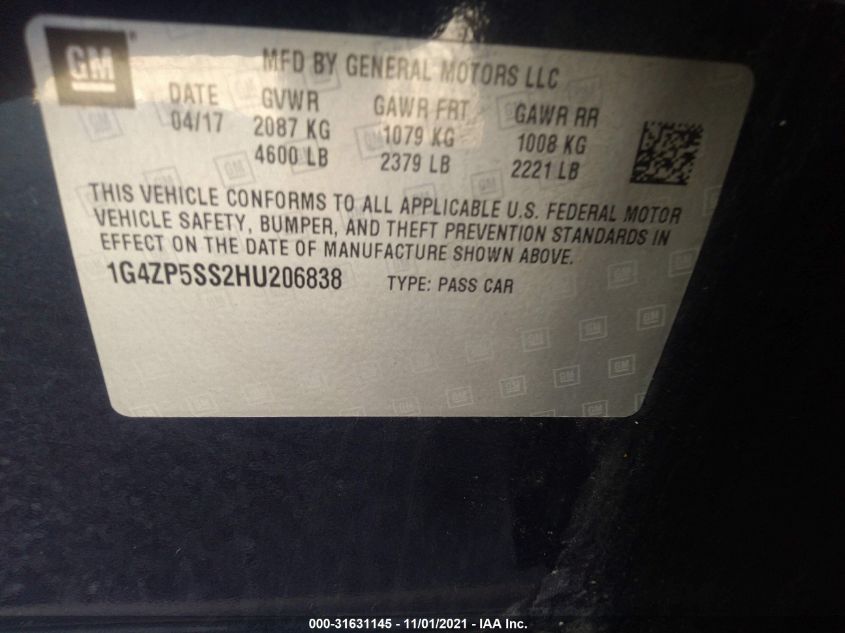 GM ® MFD BY GENERAL MOTORS LLC
DATE GVWR GAWR FRT GAWR RR
04/17 2087 KG 1079 KG 1008 KG
4600 LB 2379 LB 2221 LB
THIS VEHICLE CONFORMS TO ALL APPLICABLE U.S. FEDERAL MOTOR
VEHICLE SAFETY, BUMPER, AND THEFT PREVENTION STANDARDS IN
EFFECT ON THE DATE OF MANUFACTURE SHOWN ABOVE.
1G4ZP5SS2HU206838 TYPE: PASS CAR
000-31631145 - 11/01/2021 - IAA Inc.